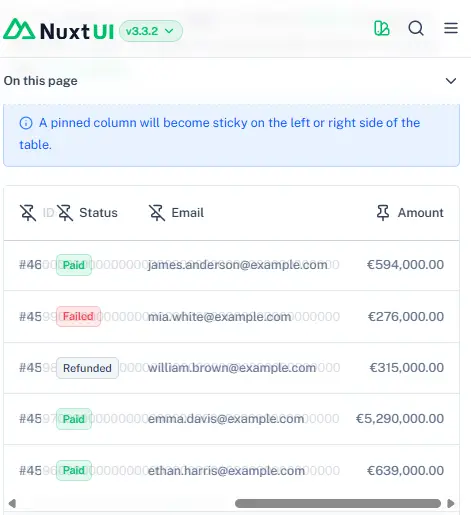 NuxtUI v3.3.2
On this page
A pinned column will become sticky on the left or right side of the
table.
ID Status Email Amount
#46 Paid james.anderson@example.com €594,000.00
#45 Failed mia.white@example.com €276,000.00
#45 Refunded william.brown@example.com €315,000.00
#45 Paid emma.davis@example.com €5,290,000.00
#45 Paid ethan.harris@example.com €639,000.00